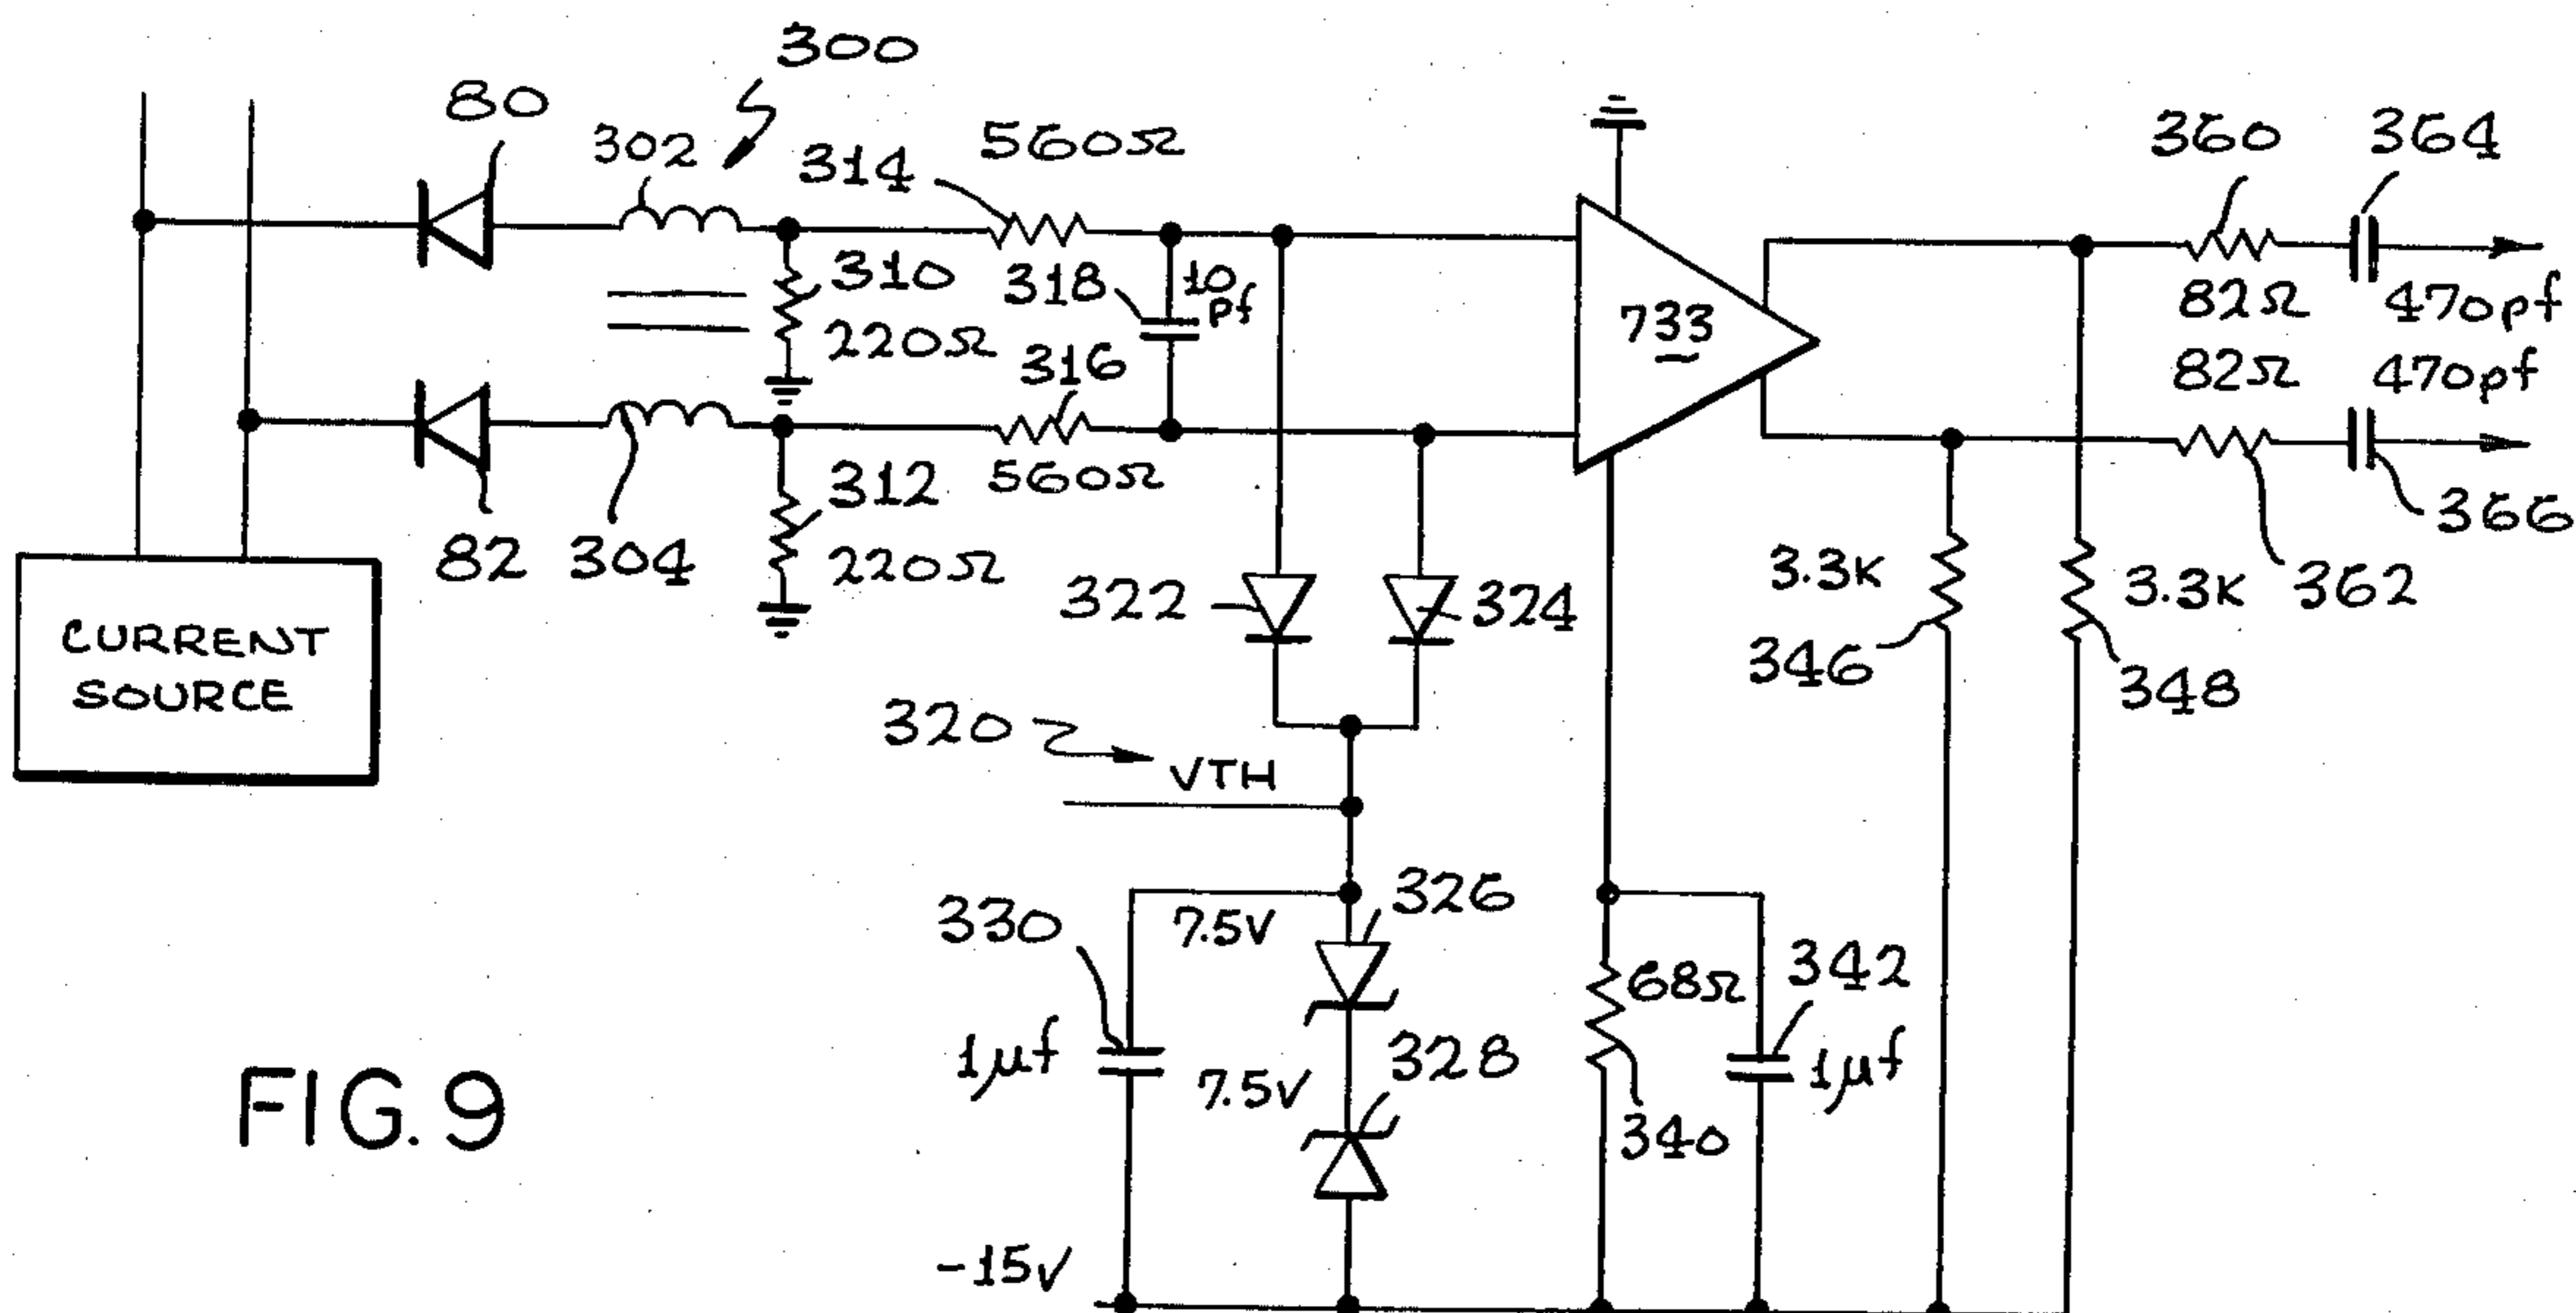 300
80
302
314
560Ω
360
364
310
220Ω
318
10
pf
733
82Ω
470pf
316
82Ω
470pf
82
304
312
220Ω
560Ω
366
CURRENT
SOURCE
322
324
3.3K
346
3.3K
362
348
320
VTH
330
7.5V
326
1µf
7.5V
328
68Ω
342
1µf
340
FIG. 9
-15V